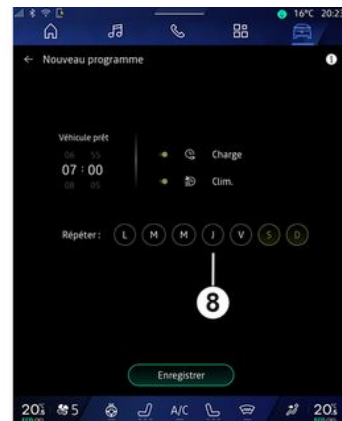 16°C 20:23
← Nouveau programme
Véhicule prêt
06 55
07 : 00
08 05
Charge
Clim.
Répéter : L M M J V S D
8
Enregistrer
20 5 A/C 20